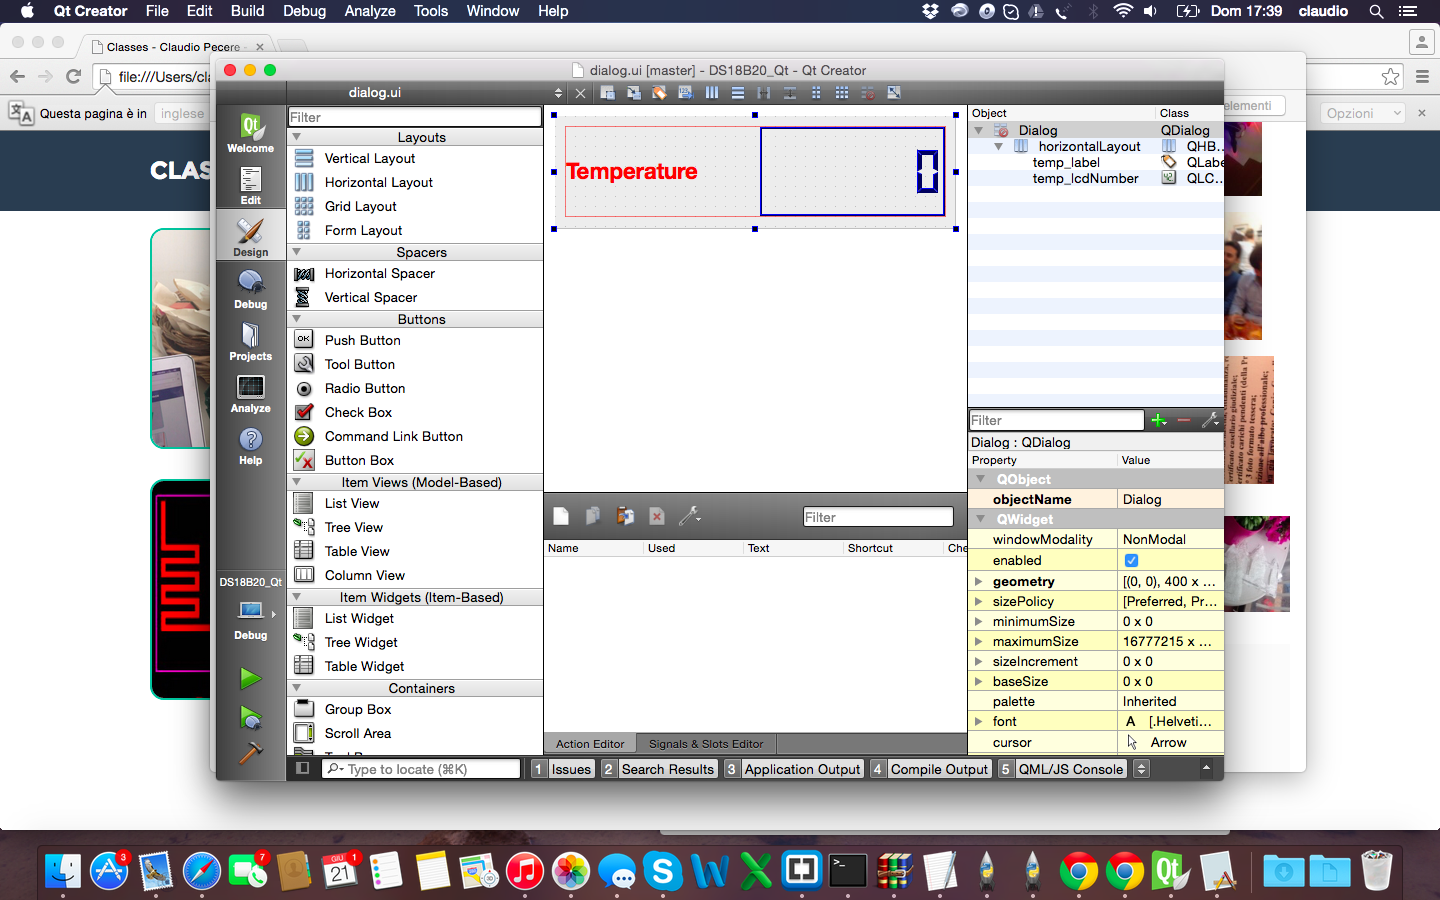 Qt Creator File Edit Build Debug Analyze Tools Window Help Dom 17:39 claudio
Classes - Claudio Pecere -
file:///Users/cla
Questa pagina è in inglese
elementi
Opzioni
CLAS
dialog.ui [master] - DS18B20_Qt - Qt Creator
dialog.ui
Qt
Welcome
Edit
Design
Debug
Projects
Analyze
Help
DS18B20_Qt
Debug
Filter
Layouts
Vertical Layout
Horizontal Layout
Grid Layout
Form Layout
Spacers
Horizontal Spacer
Vertical Spacer
Buttons
OK Push Button
Tool Button
Radio Button
Check Box
Command Link Button
Button Box
Item Views (Model-Based)
List View
Tree View
Table View
Column View
Item Widgets (Item-Based)
List Widget
Tree Widget
Table Widget
Containers
Group Box
Scroll Area
Temperature
0
Filter
Name Used Text Shortcut Che
Action Editor Signals & Slots Editor
Object Class
Dialog QDialog
horizontalLayout QHB...
temp_label QLabe
temp_lcdNumber QLC...
Filter
Dialog : QDialog
Property Value
QObject
objectName Dialog
QWidget
windowModality NonModal
enabled
geometry [(0, 0), 400 x ...
sizePolicy [Preferred, Pr...
minimumSize 0 x 0
maximumSize 16777215 x ...
sizeIncrement 0 x 0
baseSize 0 x 0
palette Inherited
font A [.Helveti...
cursor Arrow
Type to locate (⌘K) 1 Issues 2 Search Results 3 Application Output 4 Compile Output 5 QML/JS Console
3
7
GIU
21
1
Qt